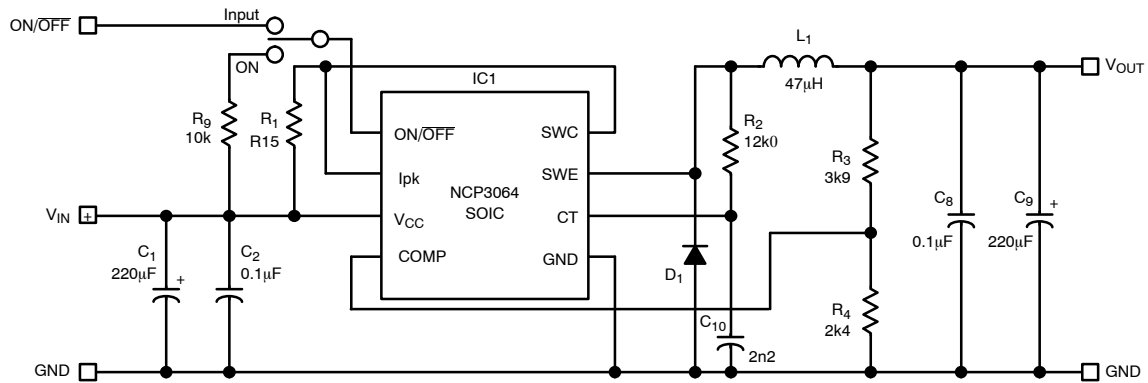 Input
ON/OFF
ON
R9
10k
R1
R15
IC1
ON/OFF
Ipk
VCC
COMP
NCP3064
SOIC
SWC
SWE
CT
GND
VIN
+
C1
220µF
+
C2
0.1µF
GND
L1
47µH
R2
12k0
R3
3k9
R4
2k4
D1
C10
2n2
C8
0.1µF
C9
220µF
+
VOUT
GND